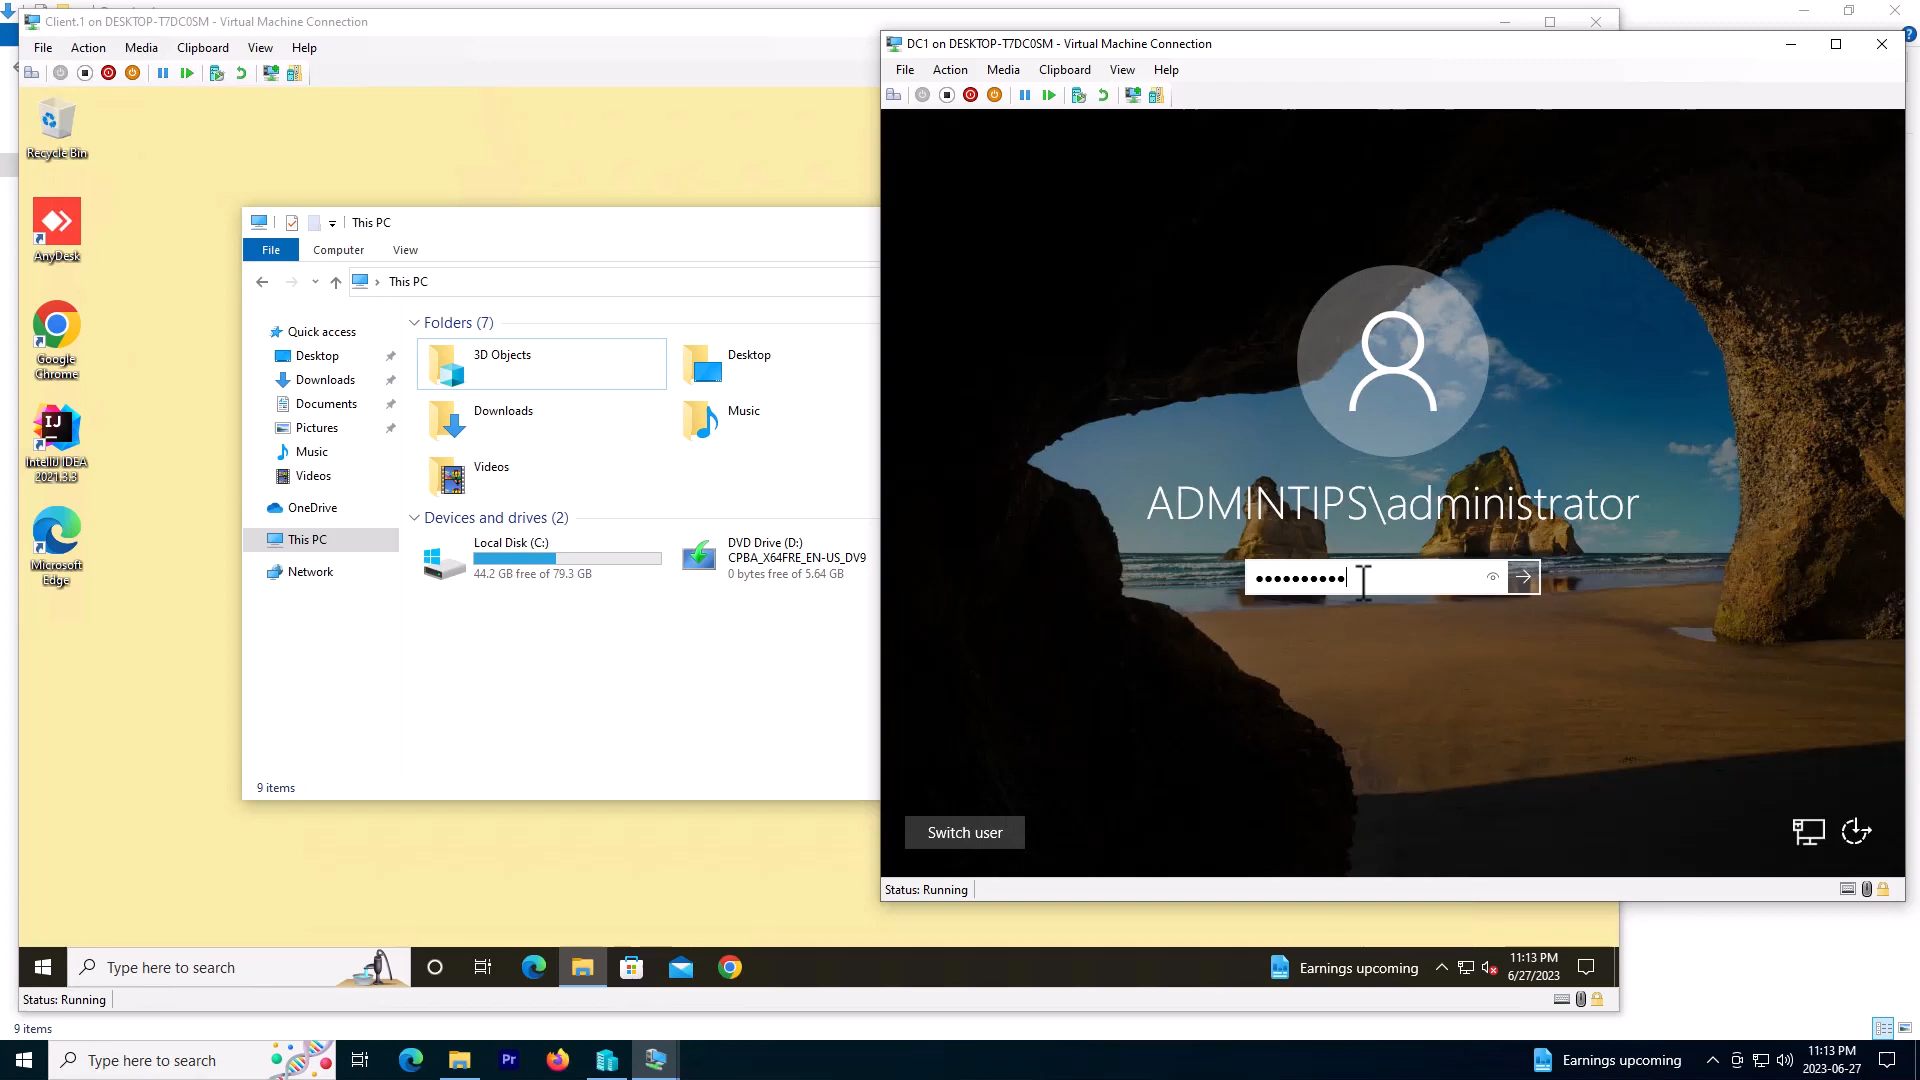 Client.1 on DESKTOP-T7DC0SM - Virtual Machine Connection
File Action Media Clipboard View Help
Recycle Bin
AnyDesk
Google
Chrome
IntelliJ IDEA
2021.3.3
Microsoft
Edge
This PC
File Computer View
This PC
Quick access
Desktop
Downloads
Documents
Pictures
Music
Videos
OneDrive
This PC
Network
Folders (7)
3D Objects
Desktop
Downloads
Music
Videos
Devices and drives (2)
Local Disk (C:)
44.2 GB free of 79.3 GB
DVD Drive (D:)
CPBA_X64FRE_EN-US_DV9
0 bytes free of 5.64 GB
9 items
DC1 on DESKTOP-T7DC0SM - Virtual Machine Connection
File Action Media Clipboard View Help
ADMINTIPS\administrator
Switch user
Status: Running
Type here to search
Earnings upcoming
11:13 PM
6/27/2023
Status: Running
9 items
Type here to search
Pr
Earnings upcoming
11:13 PM
2023-06-27